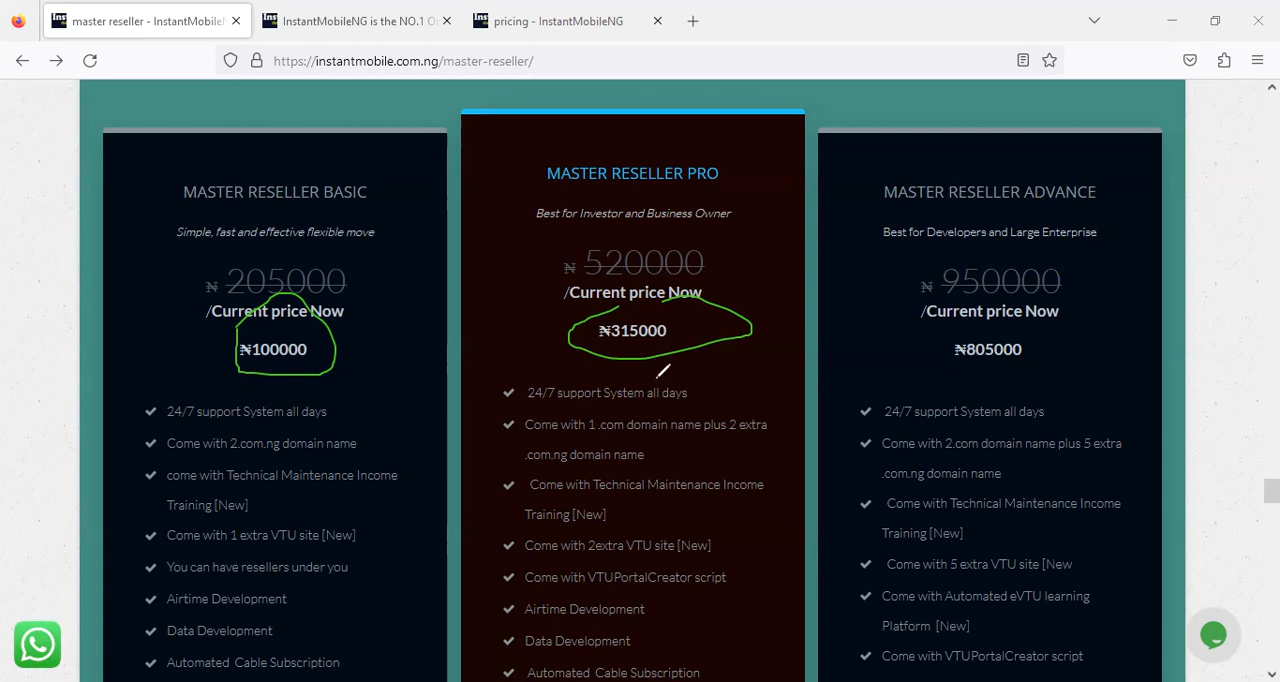 master reseller - InstantMobileN
InstantMobileNG is the NO.1 O
pricing - InstantMobileNG
https://instantmobile.com.ng/master-reseller/
MASTER RESELLER BASIC
Simple, fast and effective flexible move
₦ 205000
/Current price Now
₦100000
24/7 support System all days
Come with 2.com.ng domain name
come with Technical Maintenance Income
Training [New]
Come with 1 extra VTU site [New]
You can have resellers under you
Airtime Development
Data Development
Automated Cable Subscription
MASTER RESELLER PRO
Best for Investor and Business Owner
₦ 520000
/Current price Now
₦315000
24/7 support System all days
Come with 1 .com domain name plus 2 extra
.com.ng domain name
Come with Technical Maintenance Income
Training [New]
Come with 2extra VTU site [New]
Come with VTUPortalCreator script
Airtime Development
Data Development
Automated Cable Subscription
MASTER RESELLER ADVANCE
Best for Developers and Large Enterprise
₦ 950000
/Current price Now
₦805000
24/7 support System all days
Come with 2.com domain name plus 5 extra
.com.ng domain name
Come with Technical Maintenance Income
Training [New]
Come with 5 extra VTU site [New
Come with Automated eVTU learning
Platform [New]
Come with VTUPortalCreator script